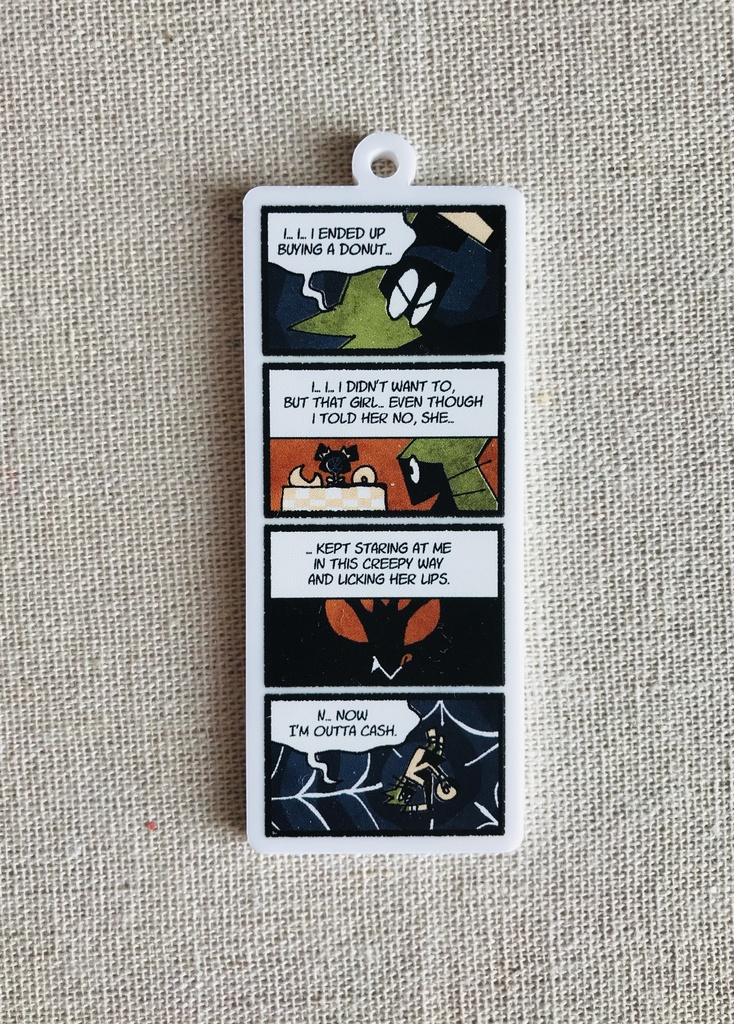 I... I... I ENDED UP
BUYING A DONUT...
I... I... I DIDN'T WANT TO,
BUT THAT GIRL... EVEN THOUGH
I TOLD HER NO, SHE...
... KEPT STARING AT ME
IN THIS CREEPY WAY
AND LICKING HER LIPS.
N... NOW
I'M OUTTA CASH.